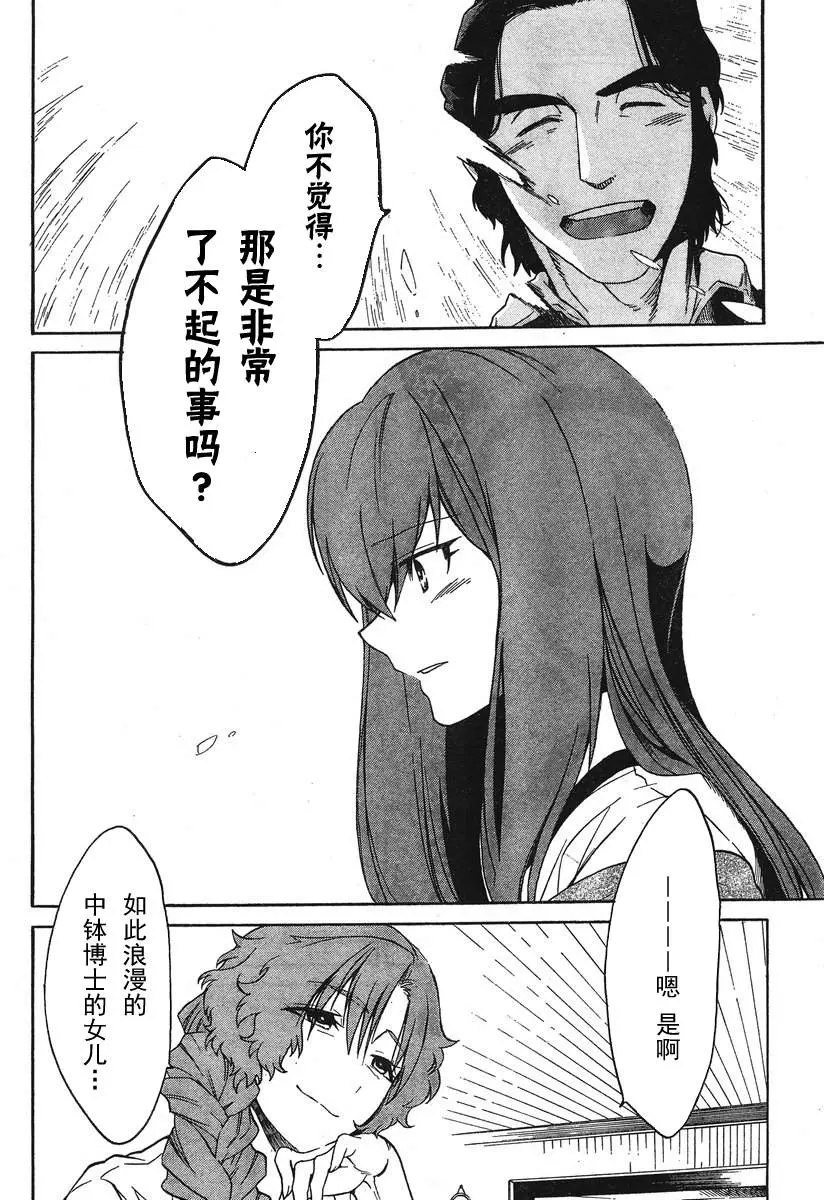 你不觉得…
那是非常
了不起的事吗？
————嗯 是啊
如此浪漫的
中钵博士的女儿…